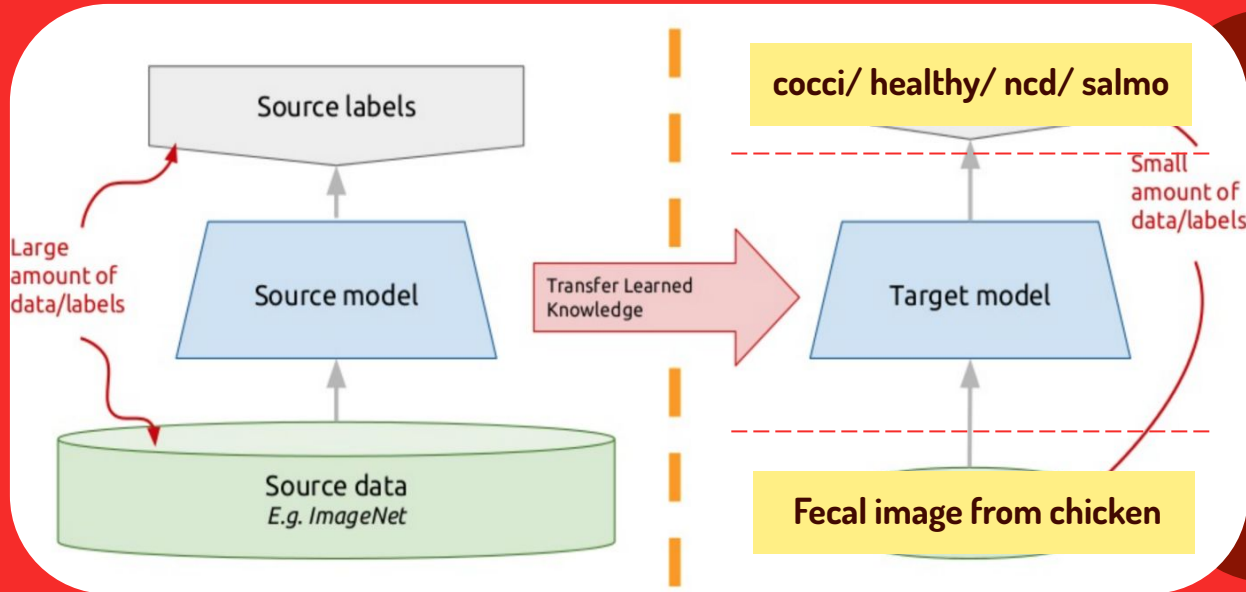 Source labels
Large
amount of
data/labels
Source model
Source data
E.g. ImageNet
Transfer Learned
Knowledge
cocci/ healthy/ ncd/ salmo
Small
amount of
data/labels
Target model
Fecal image from chicken